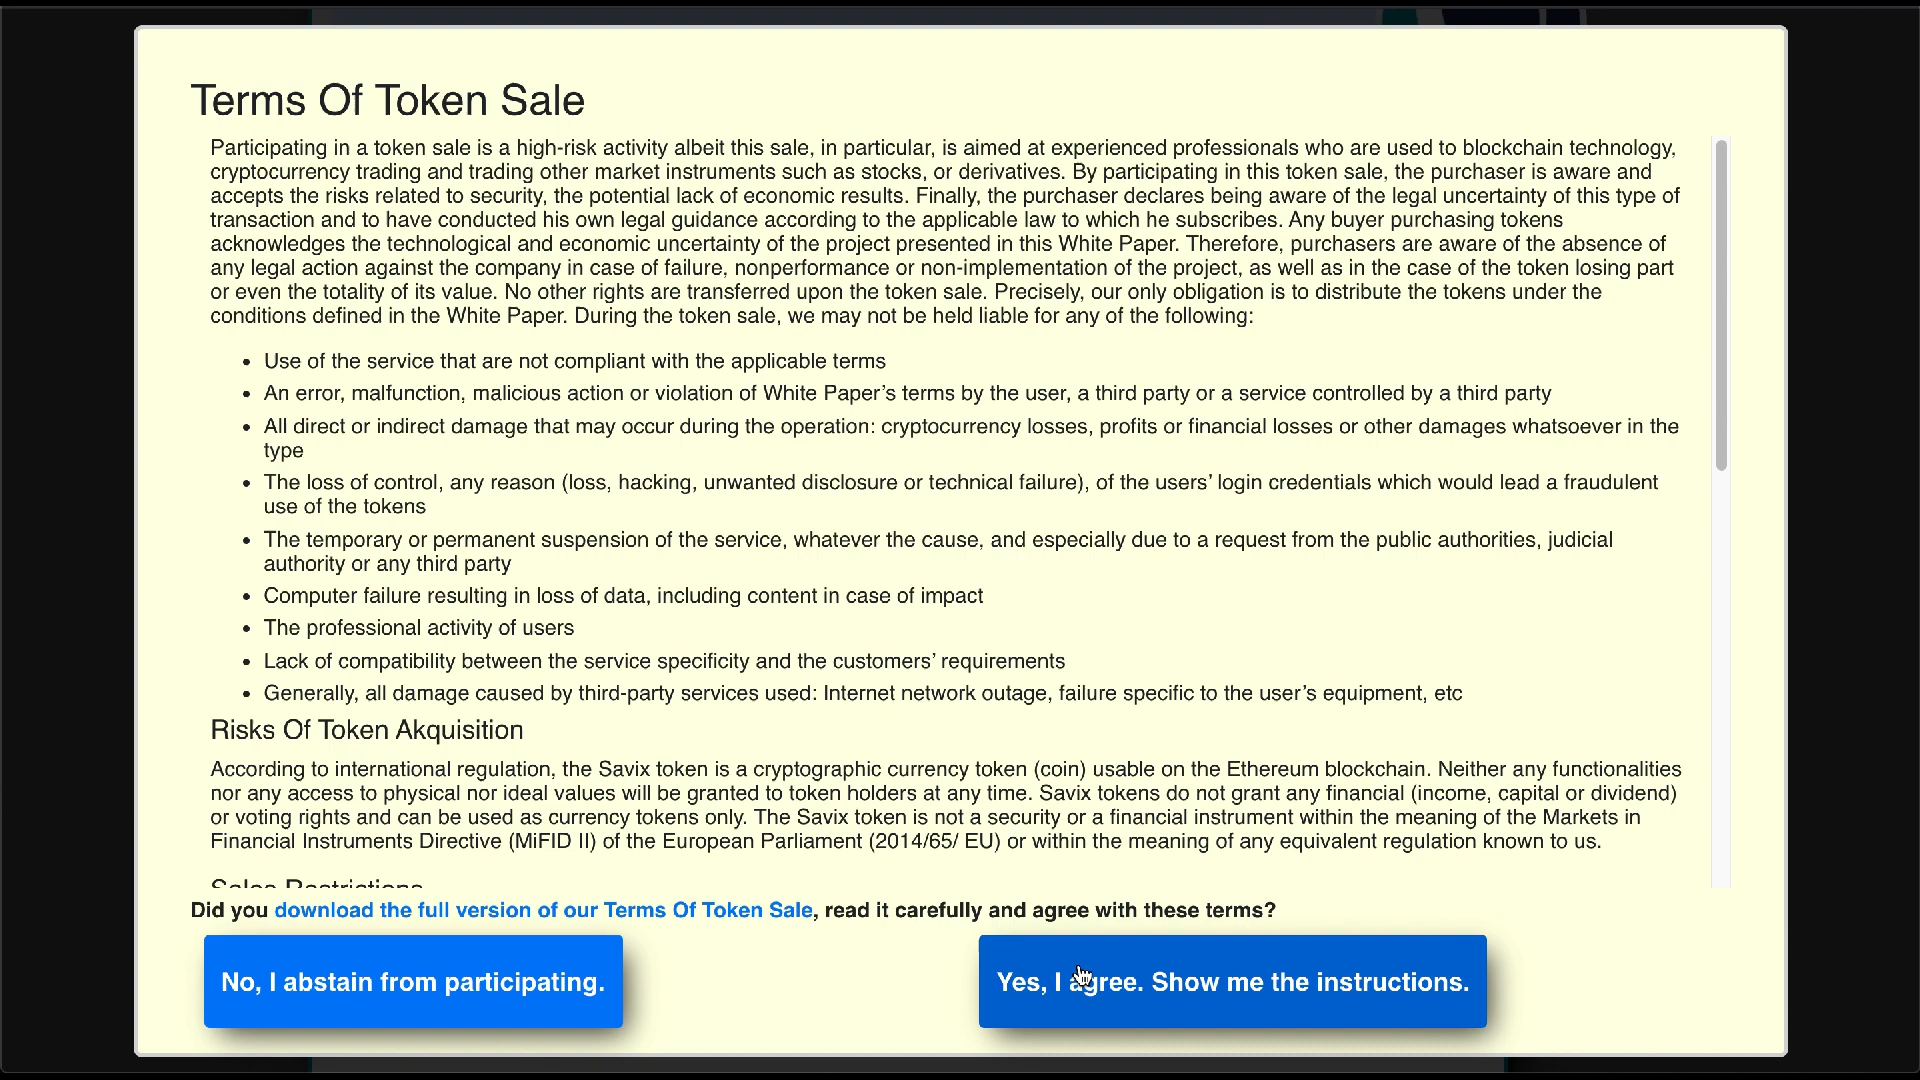 Terms Of Token Sale
Participating in a token sale is a high-risk activity albeit this sale, in particular, is aimed at experienced professionals who are used to blockchain technology,
cryptocurrency trading and trading other market instruments such as stocks, or derivatives. By participating in this token sale, the purchaser is aware and
accepts the risks related to security, the potential lack of economic results. Finally, the purchaser declares being aware of the legal uncertainty of this type of
transaction and to have conducted his own legal guidance according to the applicable law to which he subscribes. Any buyer purchasing tokens
acknowledges the technological and economic uncertainty of the project presented in this White Paper. Therefore, purchasers are aware of the absence of
any legal action against the company in case of failure, nonperformance or non-implementation of the project, as well as in the case of the token losing part
or even the totality of its value. No other rights are transferred upon the token sale. Precisely, our only obligation is to distribute the tokens under the
conditions defined in the White Paper. During the token sale, we may not be held liable for any of the following:
• Use of the service that are not compliant with the applicable terms
• An error, malfunction, malicious action or violation of White Paper’s terms by the user, a third party or a service controlled by a third party
• All direct or indirect damage that may occur during the operation: cryptocurrency losses, profits or financial losses or other damages whatsoever in the
type
• The loss of control, any reason (loss, hacking, unwanted disclosure or technical failure), of the users’ login credentials which would lead a fraudulent
use of the tokens
• The temporary or permanent suspension of the service, whatever the cause, and especially due to a request from the public authorities, judicial
authority or any third party
• Computer failure resulting in loss of data, including content in case of impact
• The professional activity of users
• Lack of compatibility between the service specificity and the customers’ requirements
• Generally, all damage caused by third-party services used: Internet network outage, failure specific to the user’s equipment, etc
Risks Of Token Akquisition
According to international regulation, the Savix token is a cryptographic currency token (coin) usable on the Ethereum blockchain. Neither any functionalities
nor any access to physical nor ideal values will be granted to token holders at any time. Savix tokens do not grant any financial (income, capital or dividend)
or voting rights and can be used as currency tokens only. The Savix token is not a security or a financial instrument within the meaning of the Markets in
Financial Instruments Directive (MiFID II) of the European Parliament (2014/65/ EU) or within the meaning of any equivalent regulation known to us.
Sales Restrictions
Did you download the full version of our Terms Of Token Sale, read it carefully and agree with these terms?
No, I abstain from participating.
Yes, I agree. Show me the instructions.